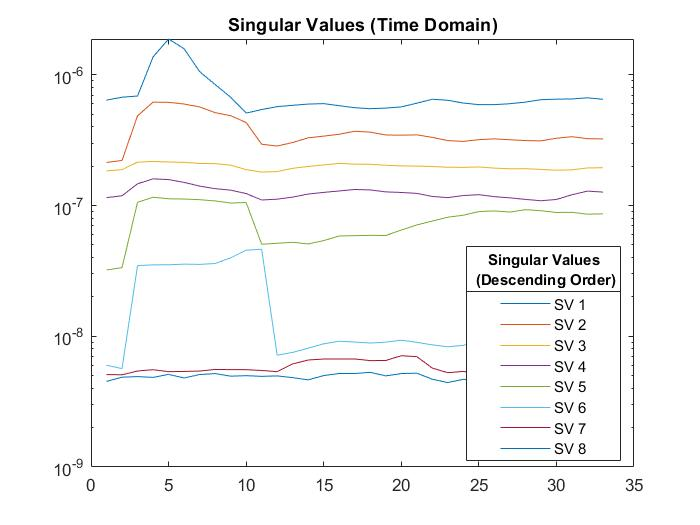 Singular Values (Time Domain)
10^-6
10^-7
10^-8
10^-9
0 5 10 15 20 25 30 35
Singular Values
(Descending Order)
SV 1
SV 2
SV 3
SV 4
SV 5
SV 6
SV 7
SV 8